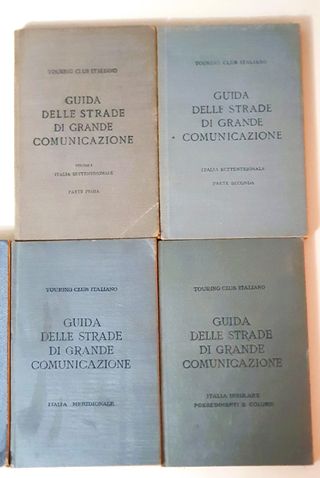 TOURING CLUB ITALIANO
GUIDA
DELLE STRADE
DI GRANDE
COMUNICAZIONE
VOLUME I
ITALIA SETTENTRIONALE
PARTE PRIMA
TOURING CLUB ITALIANO
GUIDA
DELLE STRADE
DI GRANDE
COMUNICAZIONE
ITALIA SETTENTRIONALE
PARTE SECONDA
TOURING CLUB ITALIANO
GUIDA
DELLE STRADE
DI GRANDE
COMUNICAZIONE
ITALIA MERIDIONALE
TOURING CLUB ITALIANO
GUIDA
DELLE STRADE
DI GRANDE
COMUNICAZIONE
ITALIA INSULARE
POSSEDIMENTI E COLONIE